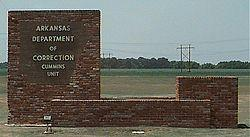 ARKANSAS
DEPARTMENT
OF
CORRECTION
CUMMINS
UNIT